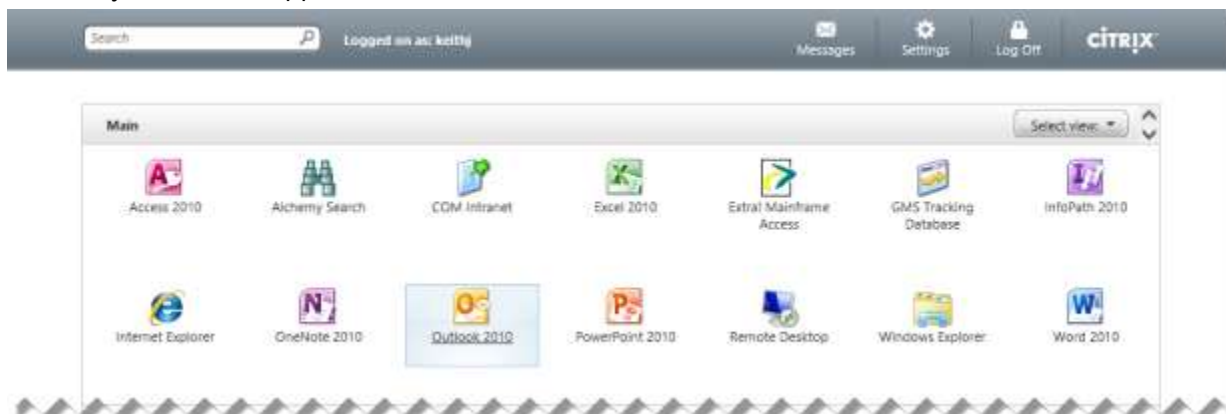 Search
Logged on as: keithj
Messages
Settings
Log Off
CİTRIX
Main
Select view:
Access 2010
Alchemy Search
COM Intranet
Excel 2010
Extra! Mainframe
Access
GMS Tracking
Database
InfoPath 2010
Internet Explorer
OneNote 2010
Outlook 2010
PowerPoint 2010
Remote Desktop
Windows Explorer
Word 2010